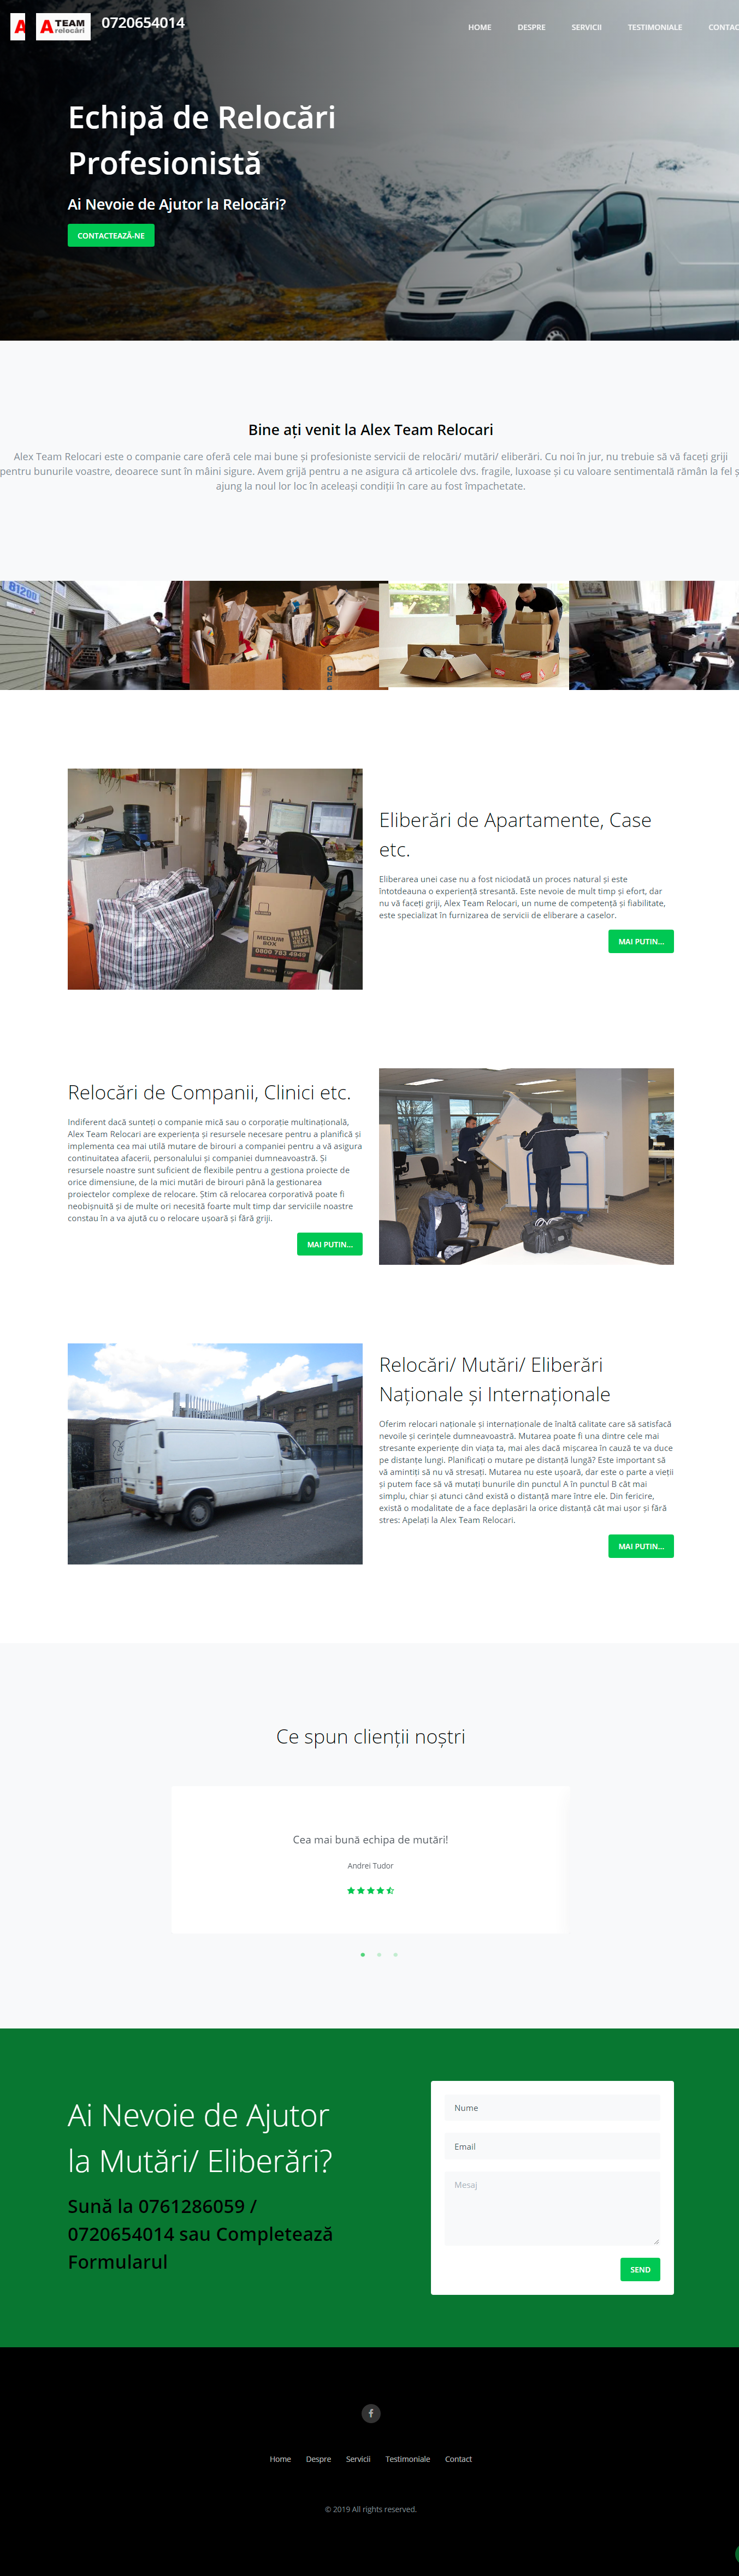 A
A TEAM
relocări
0720654014
HOME DESPRE SERVICII TESTIMONIALE CONTAC
Echipă de Relocări
Profesionistă
Ai Nevoie de Ajutor la Relocări?
CONTACTEAZĂ-NE
Bine ați venit la Alex Team Relocari
Alex Team Relocari este o companie care oferă cele mai bune și profesioniste servicii de relocări/ mutări/ eliberări. Cu noi în jur, nu trebuie să vă faceți griji
pentru bunurile voastre, deoarece sunt în mâini sigure. Avem grijă pentru a ne asigura că articolele dvs. fragile, luxoase și cu valoare sentimentală rămân la fel ș
ajung la noul lor loc în aceleași condiții în care au fost împachetate.
81200
Eliberări de Apartamente, Case
etc.
Eliberarea unei case nu a fost niciodată un proces natural și este
întotdeauna o experiență stresantă. Este nevoie de mult timp și efort, dar
nu vă faceți griji, Alex Team Relocari, un nume de competență și fiabilitate,
este specializat în furnizarea de servicii de eliberare a caselor.
MAI PUTIN...
MEDIUM
BOX
0800 783 4949
Relocări de Companii, Clinici etc.
Indiferent dacă sunteți o companie mică sau o corporație multinațională,
Alex Team Relocari are experiența și resursele necesare pentru a planifică și
implementa cea mai utilă mutare de birouri a companiei pentru a vă asigura
continuitatea afacerii, personalului și companiei dumneavoastră. Și
resursele noastre sunt suficient de flexibile pentru a gestiona proiecte de
orice dimensiune, de la mici mutări de birouri până la gestionarea
proiectelor complexe de relocare. Știm că relocarea corporativă poate fi
neobișnuită și de multe ori necesită foarte mult timp dar serviciile noastre
constau în a va ajută cu o relocare ușoară și fără griji.
MAI PUTIN...
Relocări/ Mutări/ Eliberări
Naționale și Internaționale
Oferim relocari naționale și internaționale de înaltă calitate care să satisfacă
nevoile și cerințele dumneavoastră. Mutarea poate fi una dintre cele mai
stresante experiențe din viața ta, mai ales dacă mișcarea în cauză te va duce
pe distanțe lungi. Planificați o mutare pe distanță lungă? Este important să
vă amintiți să nu vă stresați. Mutarea nu este ușoară, dar este o parte a vieții
și putem face să vă mutați bunurile din punctul A în punctul B cât mai
simplu, chiar și atunci când există o distanță mare între ele. Din fericire,
există o modalitate de a face deplasări la orice distanță cât mai ușor și fără
stres: Apelați la Alex Team Relocari.
MAI PUTIN...
Ce spun clienții noștri
Cea mai bună echipa de mutări!
Andrei Tudor
Ai Nevoie de Ajutor
la Mutări/ Eliberări?
Sună la 0761286059 /
0720654014 sau Completează
Formularul
Nume
Email
Mesaj
SEND
Home Despre Servicii Testimoniale Contact
© 2019 All rights reserved.